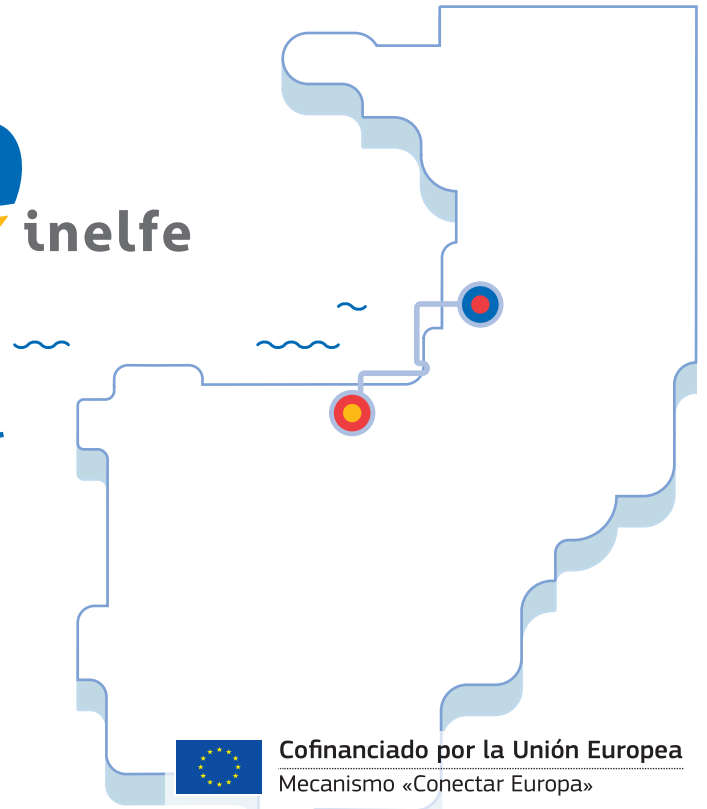 inelfe
Cofinanciado por la Unión Europea
Mecanismo «Conectar Europa»